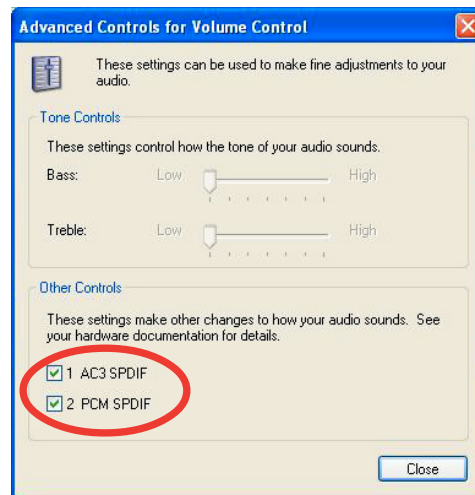 Advanced Controls for Volume Control
These settings can be used to make fine adjustments to your
audio.
Tone Controls
These settings control how the tone of your audio sounds.
Bass: Low High
Treble: Low High
Other Controls
These settings make other changes to how your audio sounds. See
your hardware documentation for details.
1 AC3 SPDIF
2 PCM SPDIF
Close